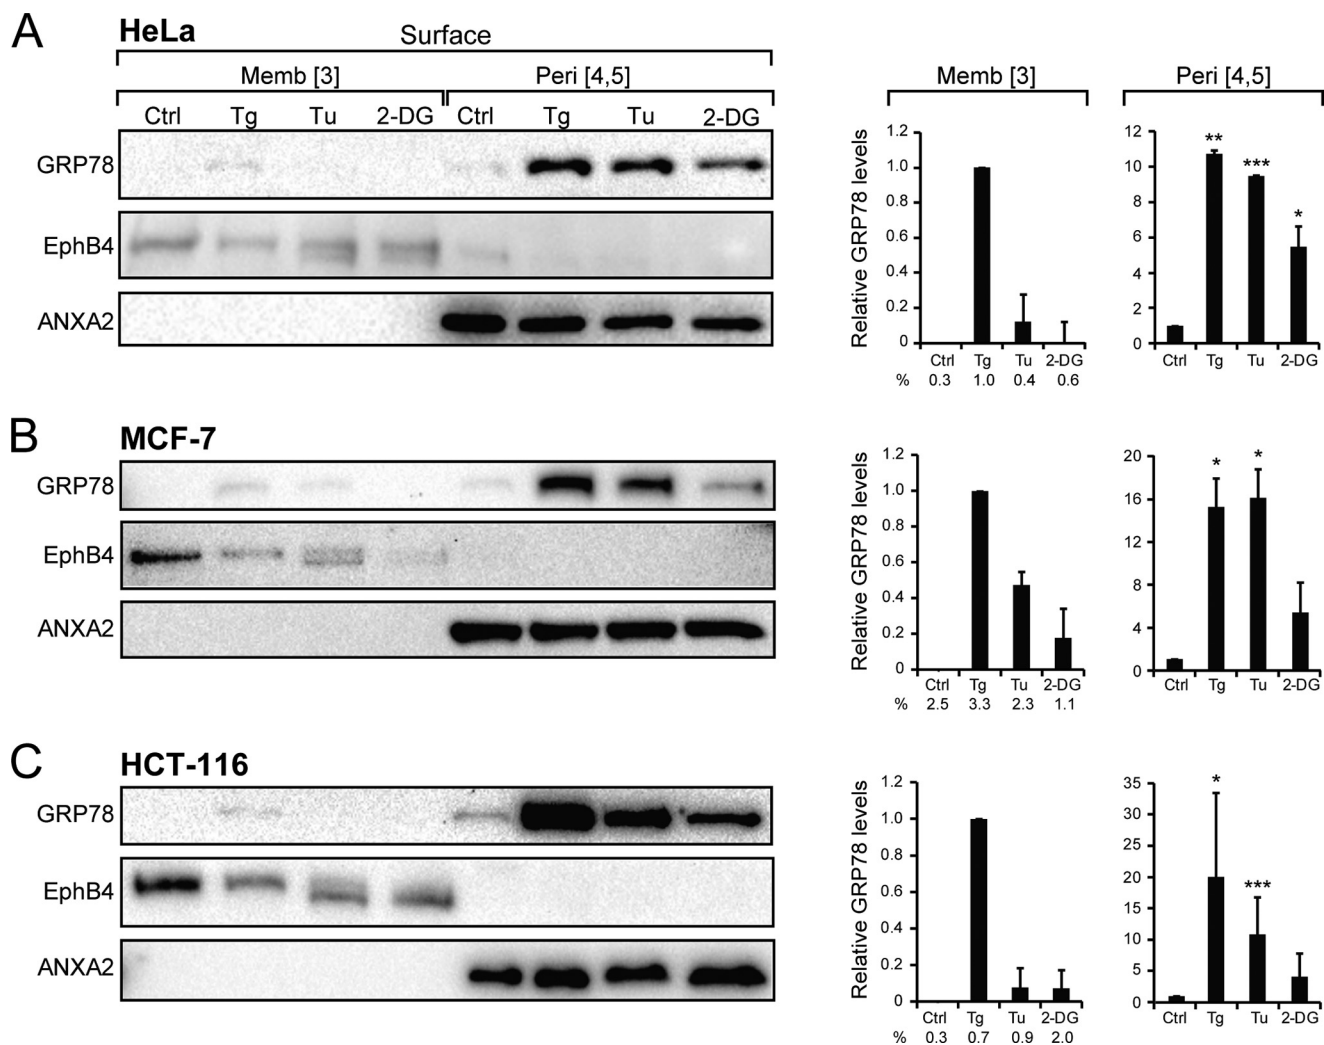 A
HeLa
Surface
Memb [3] Peri [4,5]
Ctrl Tg Tu 2-DG Ctrl Tg Tu 2-DG
GRP78
EphB4
ANXA2
Memb [3]
Relative GRP78 levels
1.2
1.0
0.8
0.6
0.4
0.2
0
Ctrl Tg Tu 2-DG
% 0.3 1.0 0.4 0.6
Peri [4,5]
12
10
8
6
4
2
0
** *** *
Ctrl Tg Tu 2-DG
B
MCF-7
GRP78
EphB4
ANXA2
Relative GRP78 levels
1.2
1.0
0.8
0.6
0.4
0.2
0
Ctrl Tg Tu 2-DG
% 2.5 3.3 2.3 1.1
20
16
12
8
4
0
* *
Ctrl Tg Tu 2-DG
C
HCT-116
GRP78
EphB4
ANXA2
Relative GRP78 levels
1.2
1.0
0.8
0.6
0.4
0.2
0
Ctrl Tg Tu 2-DG
% 0.3 0.7 0.9 2.0
35
30
25
20
15
10
5
0
* ***
Ctrl Tg Tu 2-DG